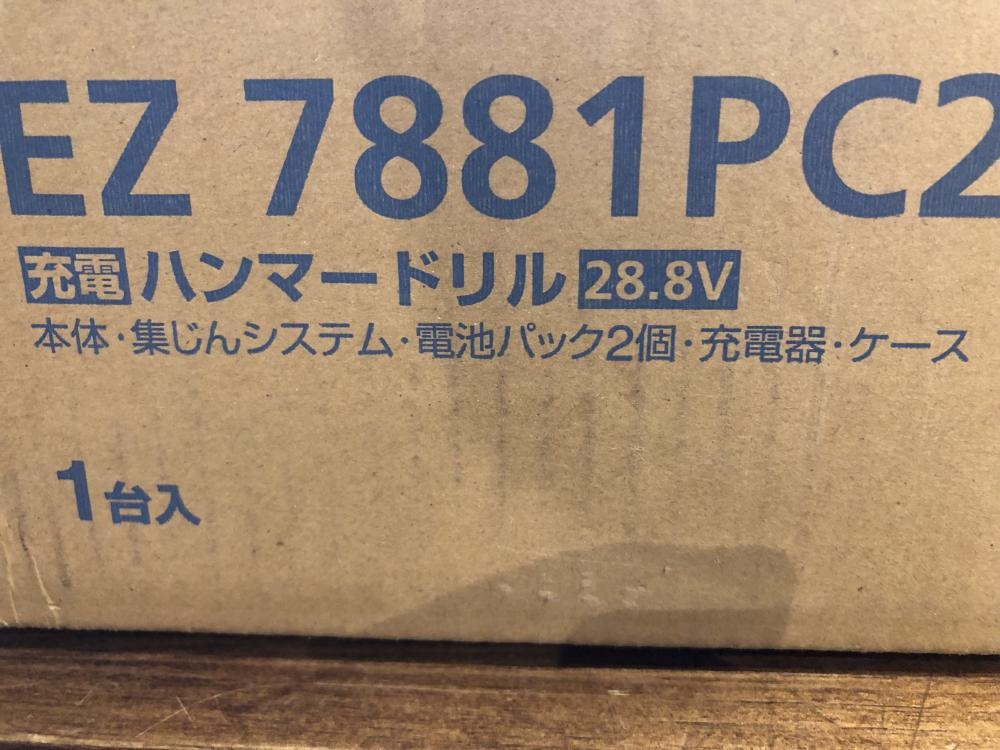 EZ 7881PC2
充電 ハンマードリル 28.8V
本体・集じんシステム・電池パック2個・充電器・ケース
1台入